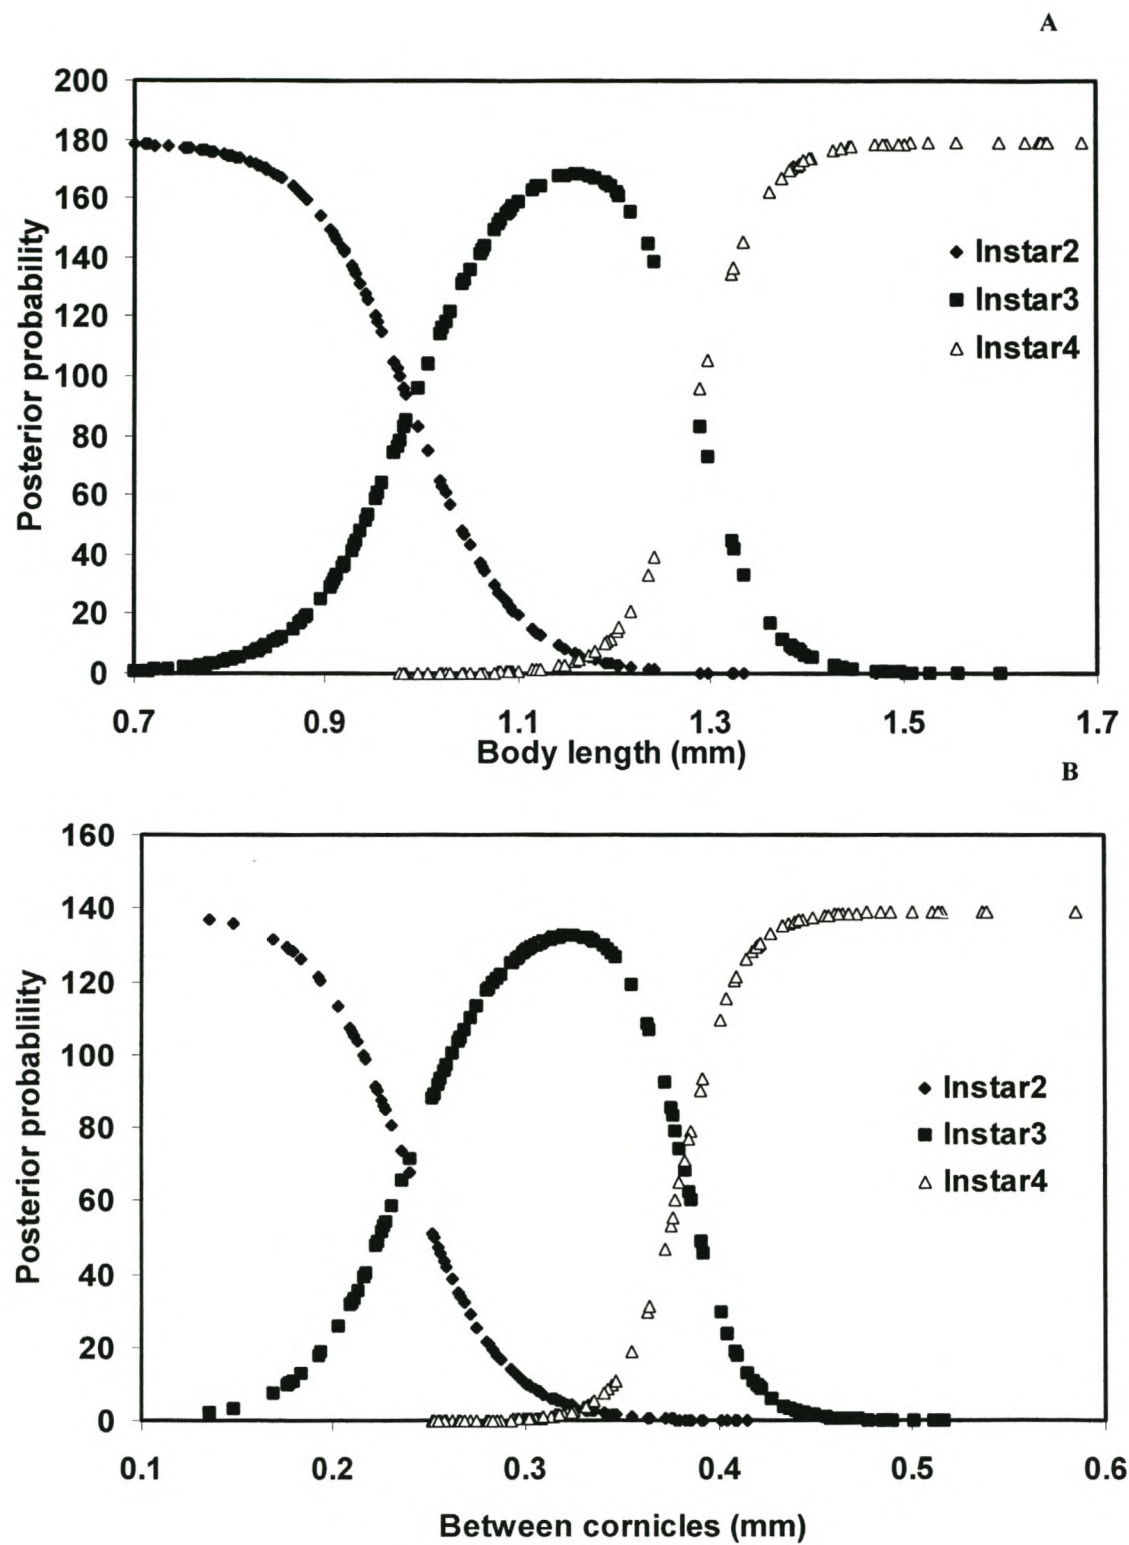 A
200
180
160
140
120
100
80
60
40
20
0
Posterior probability
Instar2
Instar3
Instar4
0.7 0.9 1.1 1.3 1.5 1.7
Body length (mm)
B
160
140
120
100
80
60
40
20
0
Posterior probablility
Instar2
Instar3
Instar4
0.1 0.2 0.3 0.4 0.5 0.6
Between cornicles (mm)